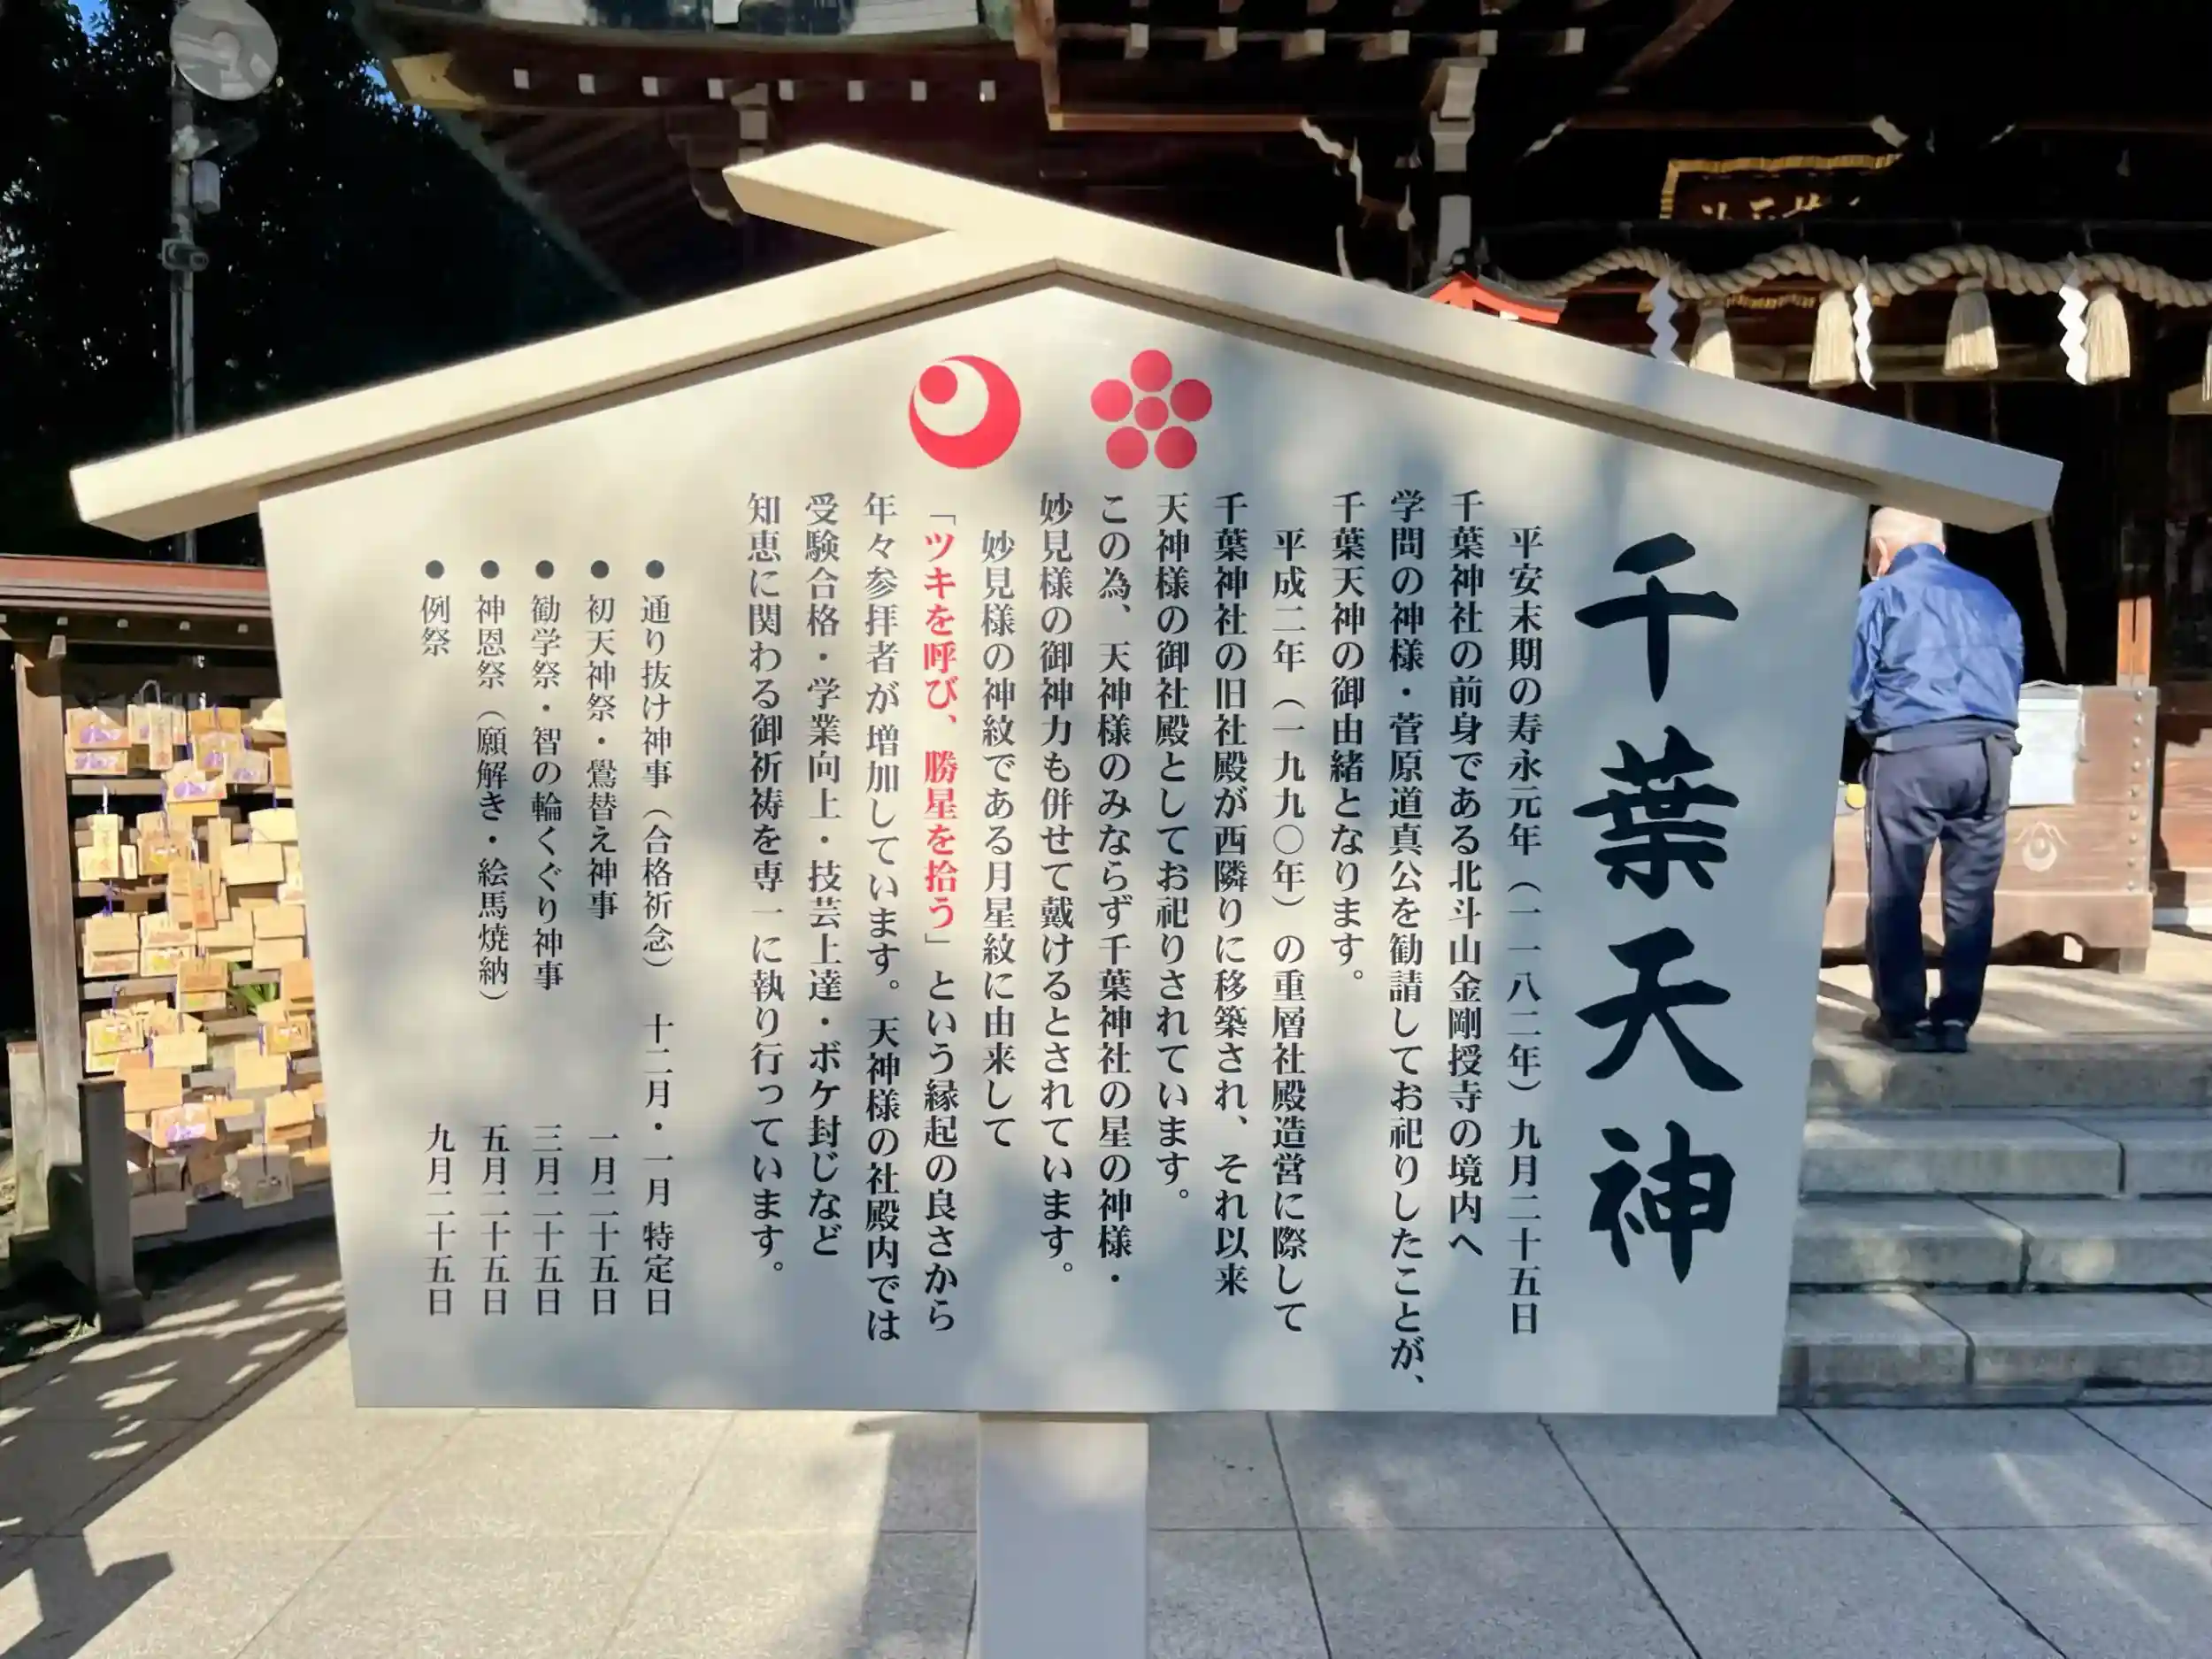 千葉天神
平安末期の寿永元年（一一八二年）九月二十五日
千葉神社の前身である北斗山金剛授寺の境内へ
学問の神様・菅原道真公を勧請してお祀りしたことが、
千葉天神の御由緒となります。
平成二年（一九九〇年）の重層社殿造営に際して
千葉神社の旧社殿が西隣りに移築され、それ以来
天神様の御社殿としてお祀りされています。
この為、天神様のみならず千葉神社の星の神様・
妙見様の御神力も併せて戴けるとされています。
妙見様の神紋である月星紋に由来して
「ツキを呼び、勝星を拾う」という縁起の良さから
年々参拝者が増加しています。天神様の社殿内では
受験合格・学業向上・技芸上達・ボケ封じなど
知恵に関わる御祈祷を専一に執り行っています。
●通り抜け神事（合格祈念）十二月・一月 特定日
●初天神祭・鷽替え神事 一月二十五日
●勧学祭・智の輪くぐり神事 三月二十五日
●神恩祭（願解き・絵馬焼納） 五月二十五日
●例祭 九月二十五日